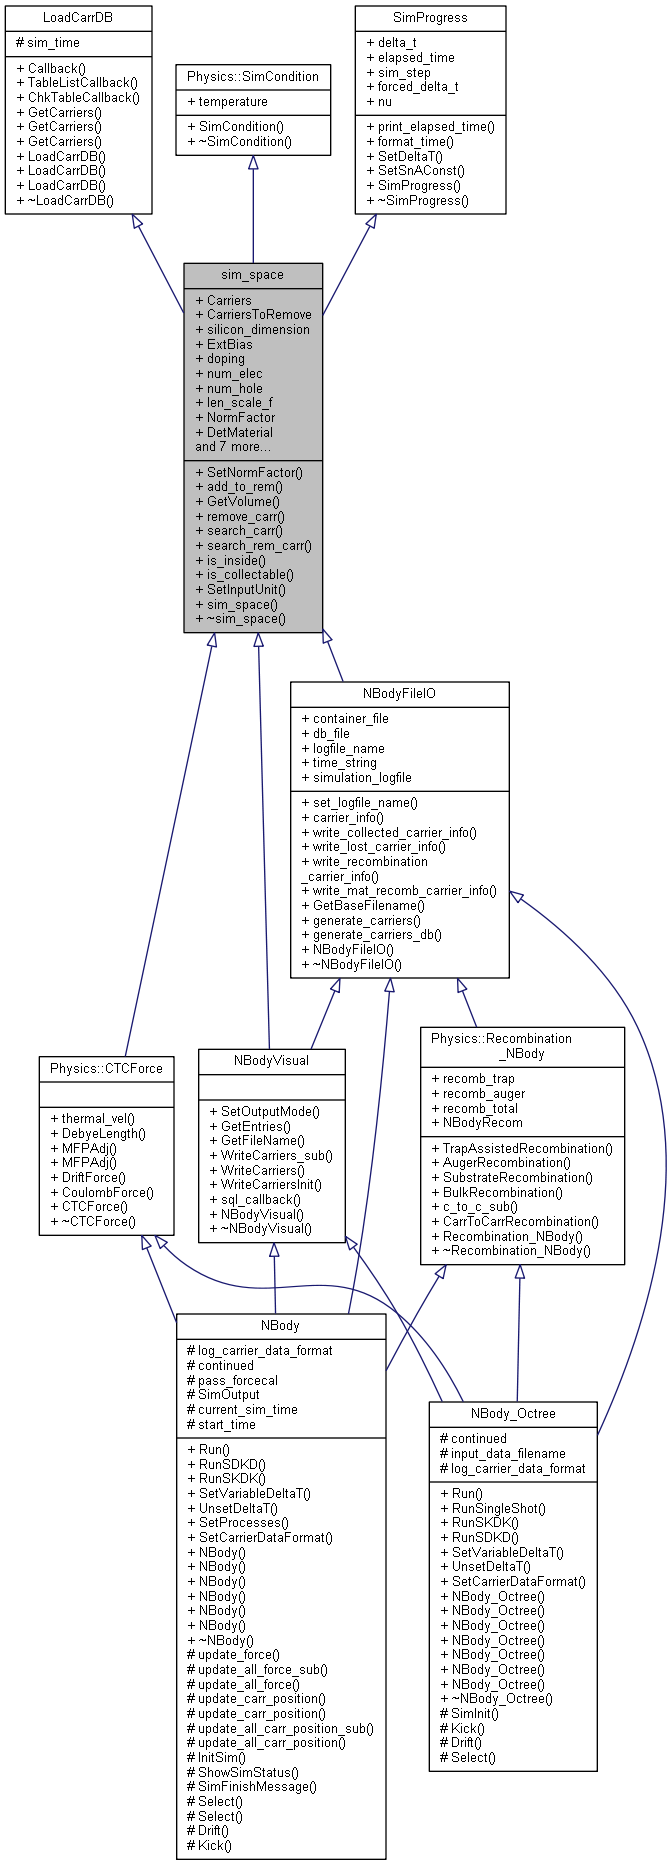 LoadCarrDB
# sim_time
+ Callback()
+ TableListCallback()
+ ChkTableCallback()
+ GetCarriers()
+ GetCarriers()
+ GetCarriers()
+ LoadCarrDB()
+ LoadCarrDB()
+ LoadCarrDB()
+ ~LoadCarrDB()
Physics::SimCondition
+ temperature
+ SimCondition()
+ ~SimCondition()
SimProgress
+ delta_t
+ elapsed_time
+ sim_step
+ forced_delta_t
+ nu
+ print_elapsed_time()
+ format_time()
+ SetDeltaT()
+ SetSnAConst()
+ SimProgress()
+ ~SimProgress()
sim_space
+ Carriers
+ CarriersToRemove
+ silicon_dimension
+ ExtBias
+ doping
+ num_elec
+ num_hole
+ len_scale_f
+ NormFactor
+ DetMaterial
and 7 more...
+ SetNormFactor()
+ add_to_rem()
+ GetVolume()
+ remove_carr()
+ search_carr()
+ search_rem_carr()
+ is_inside()
+ is_collectable()
+ SetInputUnit()
+ sim_space()
+ ~sim_space()
NBodyFileIO
+ container_file
+ db_file
+ logfile_name
+ time_string
+ simulation_logfile
+ set_logfile_name()
+ carrier_info()
+ write_collected_carrier_info()
+ write_lost_carrier_info()
+ write_recombination
_carrier_info()
+ write_mat_recomb_carrier_info()
+ GetBaseFilename()
+ generate_carriers()
+ generate_carriers_db()
+ NBodyFileIO()
+ ~NBodyFileIO()
Physics::CTCForce
+ thermal_vel()
+ DebyeLength()
+ MFPAdj()
+ MFPAdj()
+ DriftForce()
+ CoulombForce()
+ CTCForce()
+ ~CTCForce()
NBodyVisual
+ SetOutputMode()
+ GetEntries()
+ GetFileName()
+ WriteCarriers_sub()
+ WriteCarriers()
+ WriteCarriersInit()
+ sql_callback()
+ NBodyVisual()
+ ~NBodyVisual()
Physics::Recombination
_NBody
+ recomb_trap
+ recomb_auger
+ recomb_total
+ NBodyRecom
+ TrapAssistedRecombination()
+ AugerRecombination()
+ SubstrateRecombination()
+ BulkRecombination()
+ c_to_c_sub()
+ CarrToCarrRecombination()
+ Recombination_NBody()
+ ~Recombination_NBody()
NBody
# log_carrier_data_format
# continued
# pass_forcecal
# SimOutput
# current_sim_time
# start_time
+ Run()
+ RunSDKD()
+ RunSKDK()
+ SetVariableDeltaT()
+ UnsetDeltaT()
+ SetProcesses()
+ SetCarrierDataFormat()
+ NBody()
+ NBody()
+ NBody()
+ NBody()
+ NBody()
+ NBody()
+ ~NBody()
# update_force()
# update_all_force_sub()
# update_all_force()
# update_carr_position()
# update_carr_position()
# update_all_carr_position_sub()
# update_all_carr_position()
# InitSim()
# ShowSimStatus()
# SimFinishMessage()
# Select()
# Select()
# Drift()
# Kick()
NBody_Octree
# continued
# input_data_filename
# log_carrier_data_format
+ Run()
+ RunSingleShot()
+ RunSKDK()
+ RunSDKD()
+ SetVariableDeltaT()
+ UnsetDeltaT()
+ SetCarrierDataFormat()
+ NBody_Octree()
+ NBody_Octree()
+ NBody_Octree()
+ NBody_Octree()
+ NBody_Octree()
+ NBody_Octree()
+ NBody_Octree()
+ ~NBody_Octree()
# SimInit()
# Kick()
# Drift()
# Select()